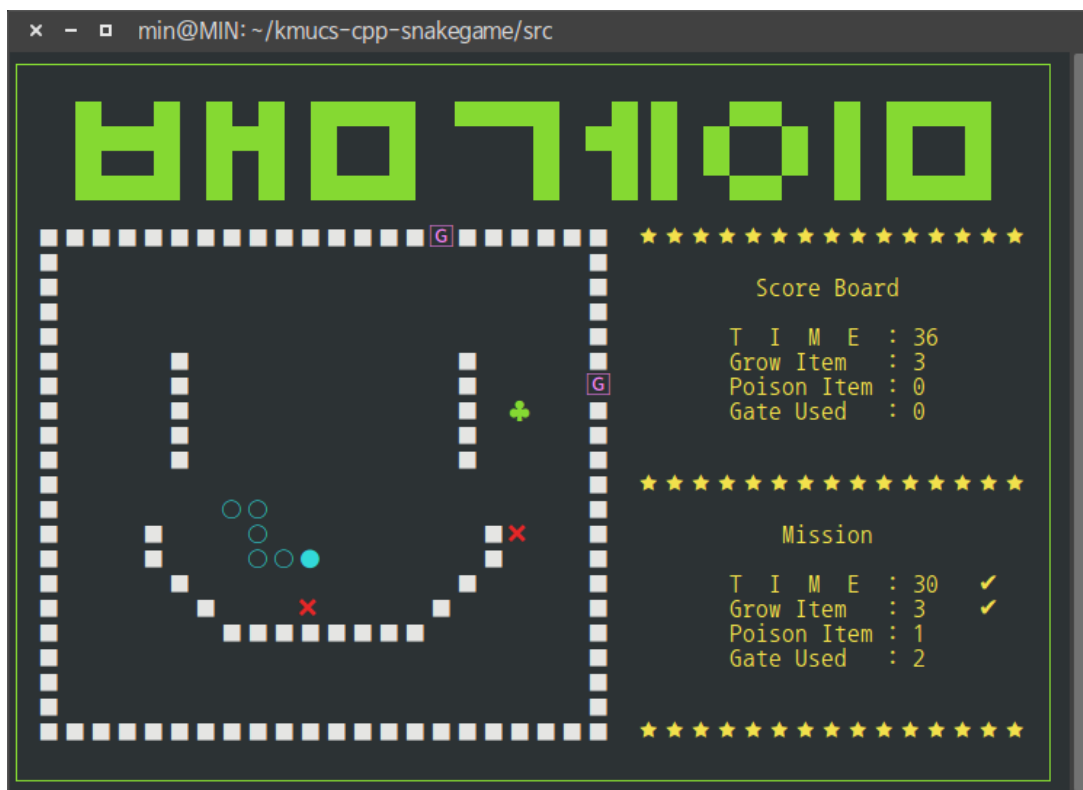 min@MIN: ~/kmucs-cpp-snakegame/src
뱀 게임
G
Score Board
T I M E : 36
Grow Item : 3
Poison Item : 0
Gate Used : 0
G
Mission
T I M E : 30 ✔
Grow Item : 3 ✔
Poison Item : 1
Gate Used : 2